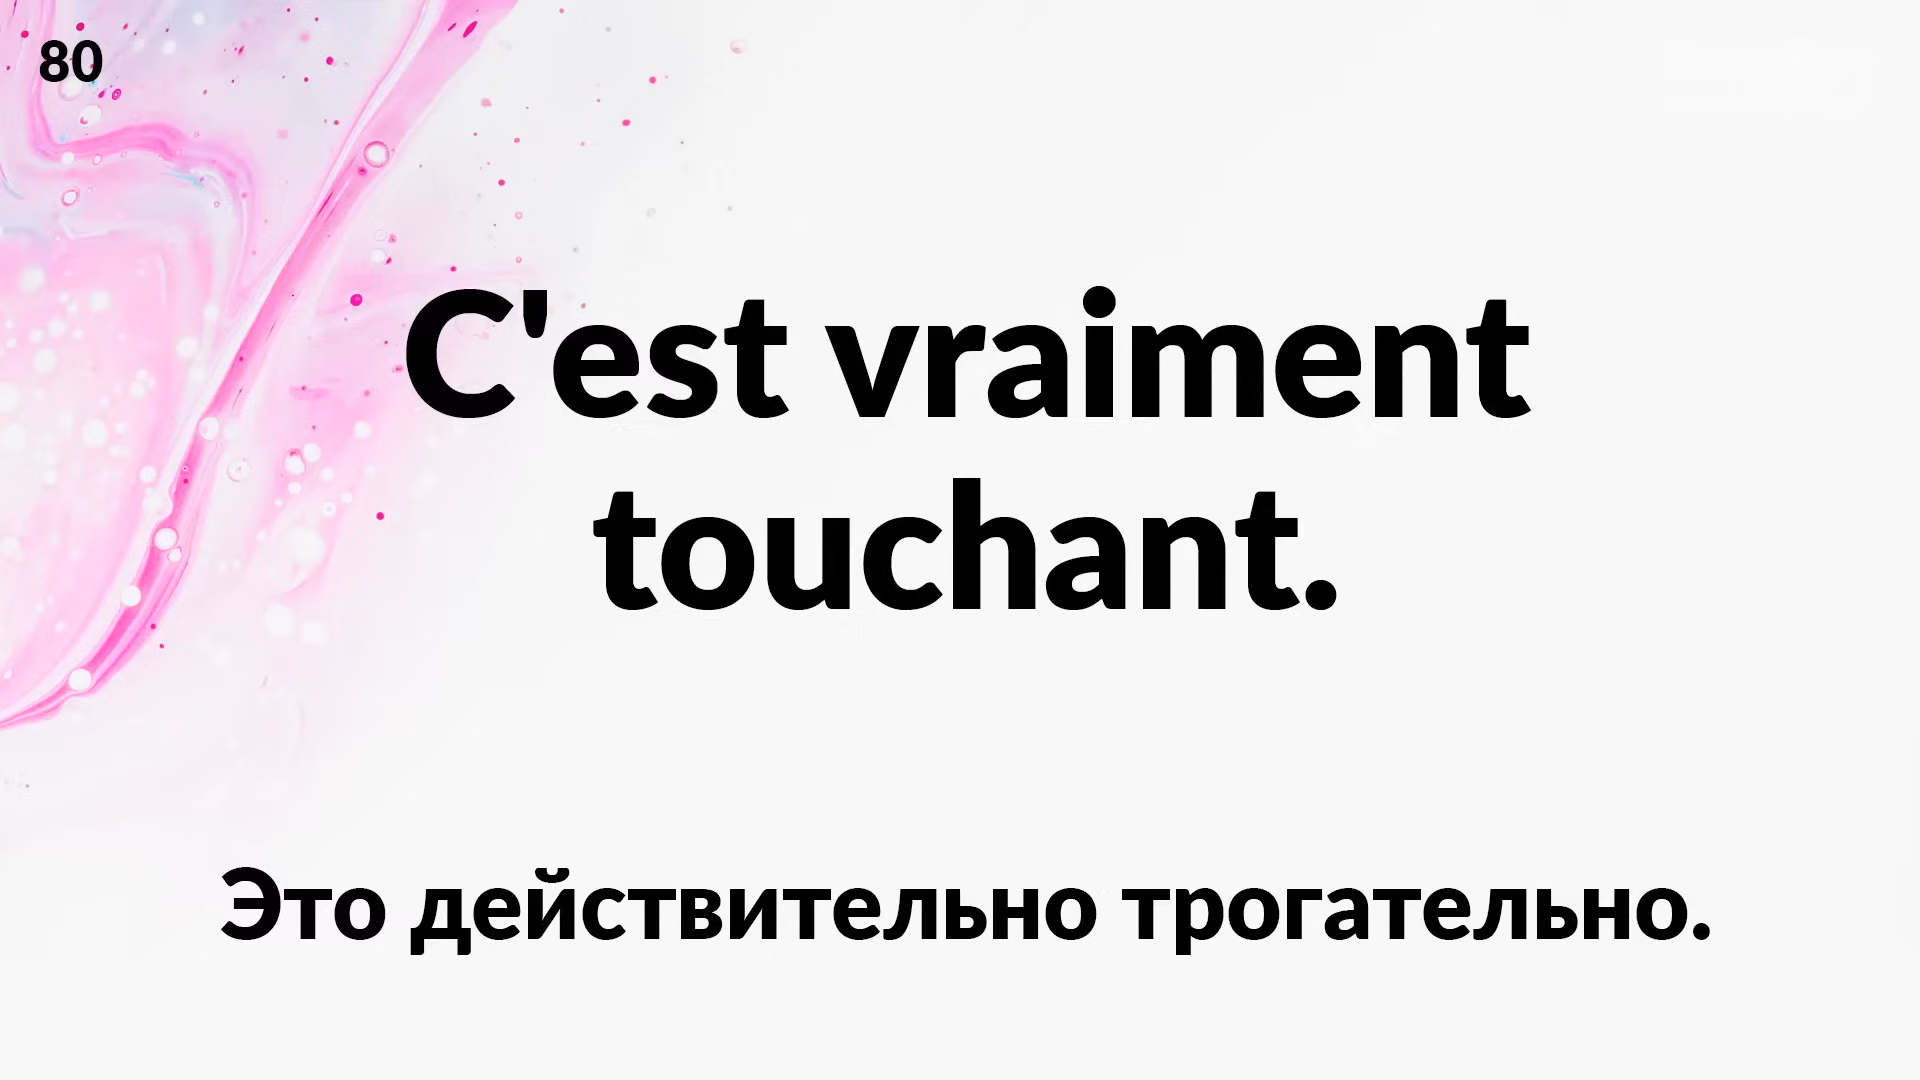 80
C'est vraiment
touchant.
Это действительно трогательно.